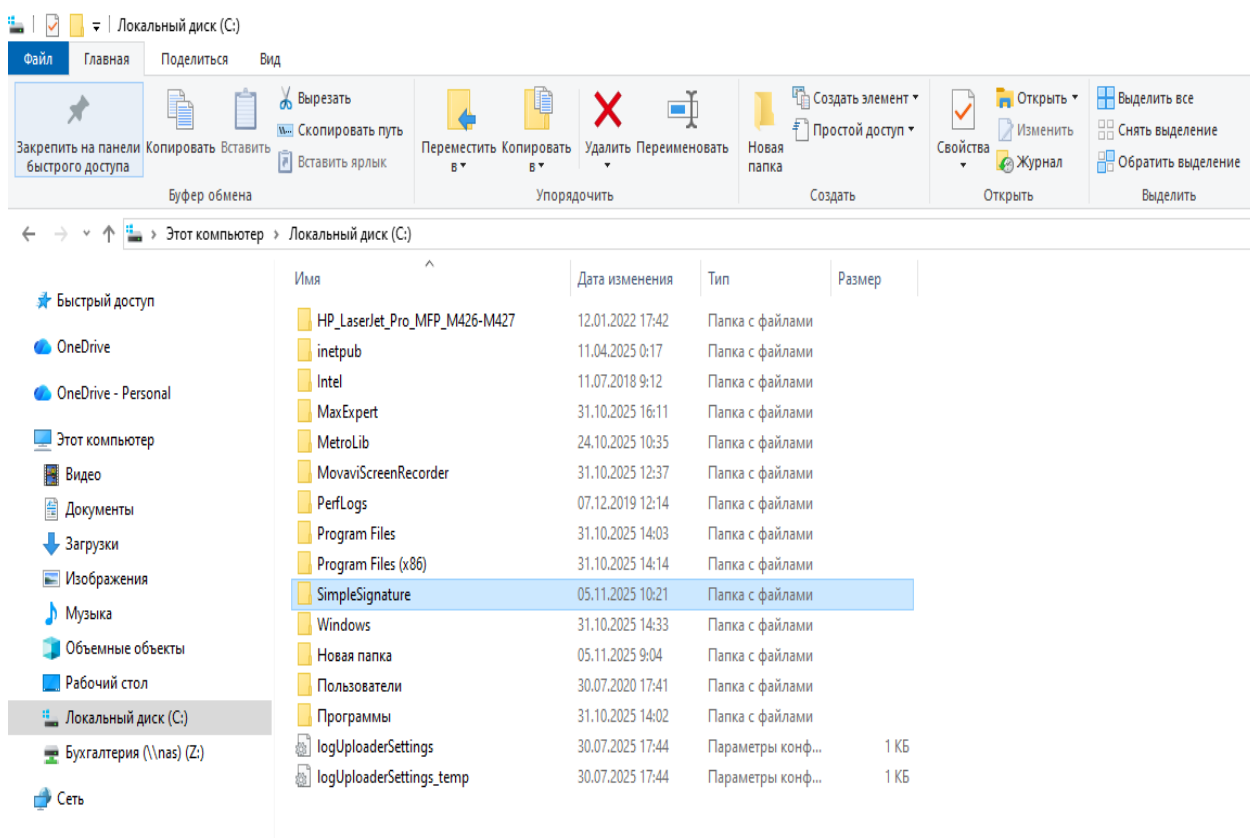 Локальный диск (C:)
Файл Главная Поделиться Вид
Закрепить на панели быстрого доступа
Копировать
Вставить
Вырезать
Скопировать путь
Вставить ярлык
Буфер обмена
Переместить в
Копировать в
Удалить
Переименовать
Упорядочить
Новая папка
Создать элемент
Простой доступ
Создать
Свойства
Открыть
Изменить
Журнал
Открыть
Выделить все
Снять выделение
Обратить выделение
Выделить
Этот компьютер › Локальный диск (C:)
Быстрый доступ
OneDrive
OneDrive - Personal
Этот компьютер
Видео
Документы
Загрузки
Изображения
Музыка
Объемные объекты
Рабочий стол
Локальный диск (C:)
Бухгалтерия (\\nas) (Z:)
Сеть
Имя Дата изменения Тип Размер
HP_LaserJet_Pro_MFP_M426-M427 12.01.2022 17:42 Папка с файлами
inetpub 11.04.2025 0:17 Папка с файлами
Intel 11.07.2018 9:12 Папка с файлами
MaxExpert 31.10.2025 16:11 Папка с файлами
MetroLib 24.10.2025 10:35 Папка с файлами
MovaviScreenRecorder 31.10.2025 12:37 Папка с файлами
PerfLogs 07.12.2019 12:14 Папка с файлами
Program Files 31.10.2025 14:03 Папка с файлами
Program Files (x86) 31.10.2025 14:14 Папка с файлами
SimpleSignature 05.11.2025 10:21 Папка с файлами
Windows 31.10.2025 14:33 Папка с файлами
Новая папка 05.11.2025 9:04 Папка с файлами
Пользователи 30.07.2020 17:41 Папка с файлами
Программы 31.10.2025 14:02 Папка с файлами
logUploaderSettings 30.07.2025 17:44 Параметры конф... 1 КБ
logUploaderSettings_temp 30.07.2025 17:44 Параметры конф... 1 КБ